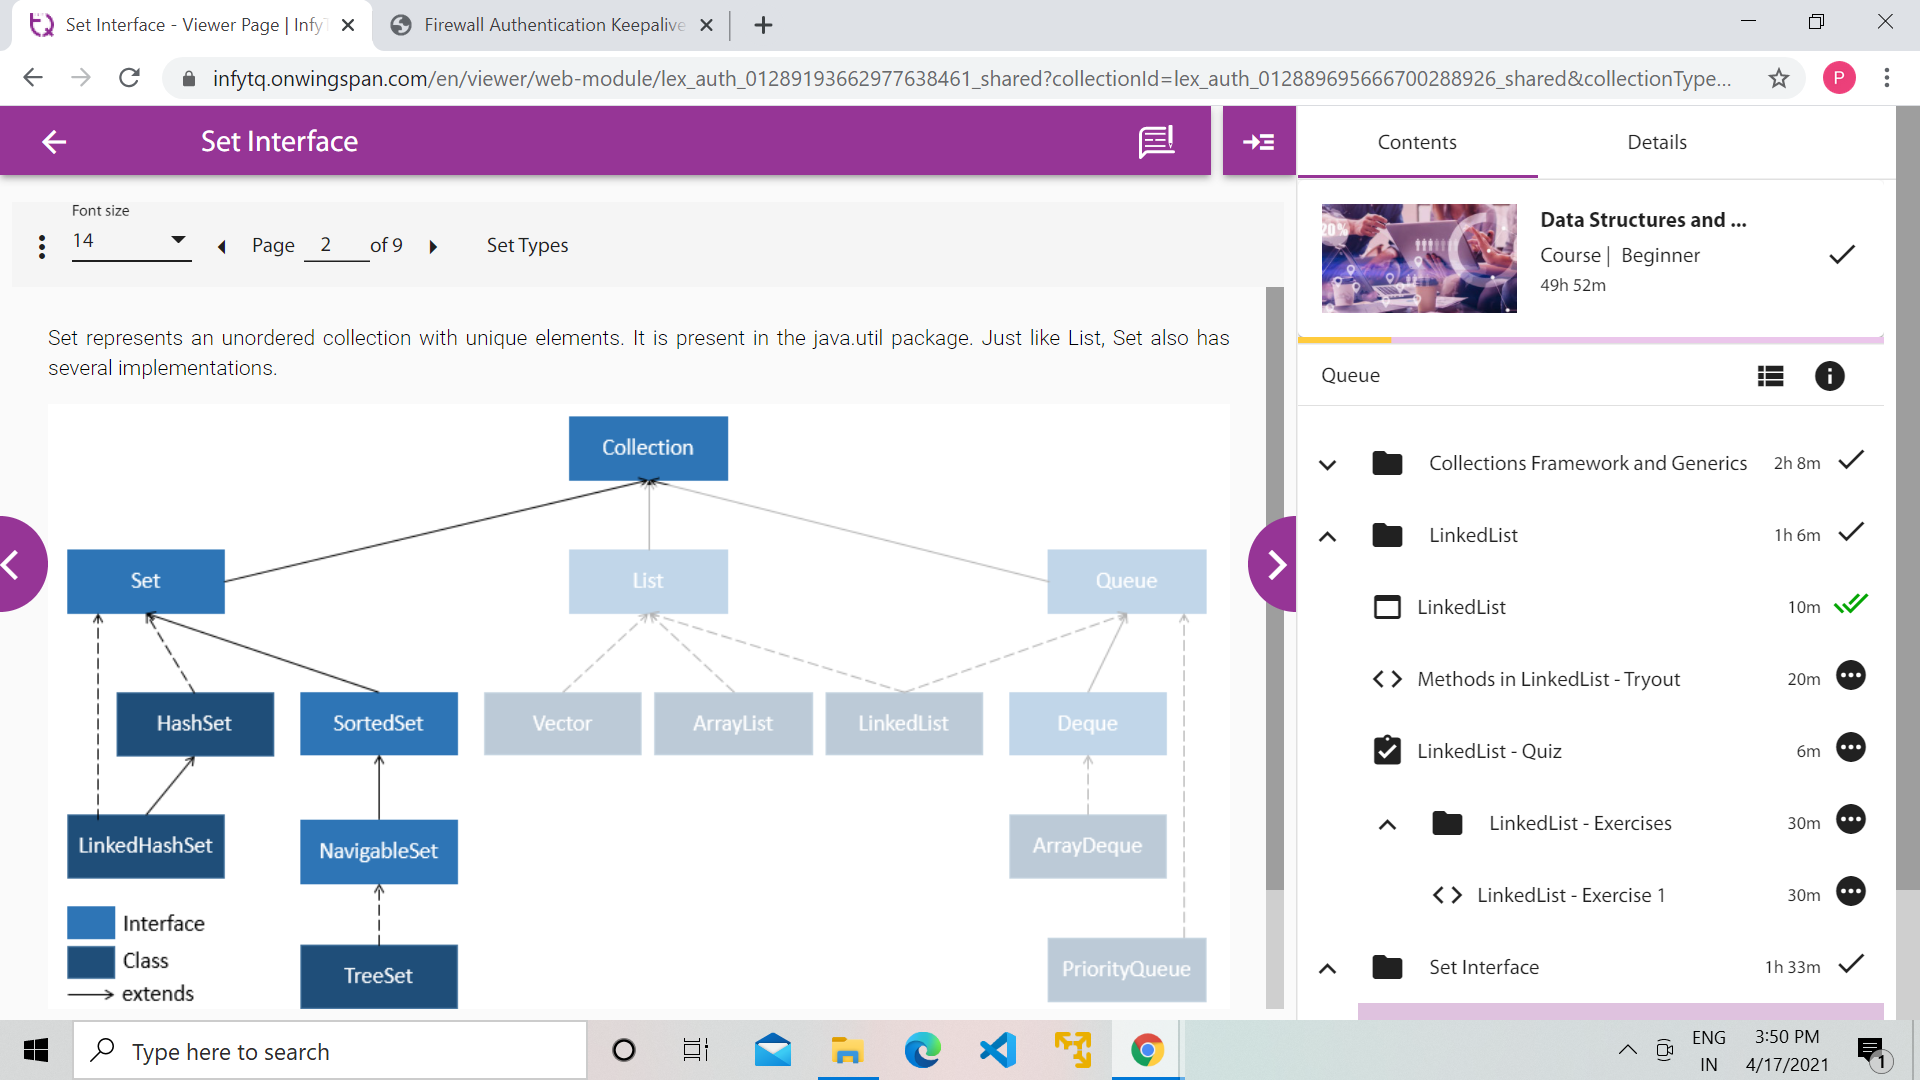 Set Interface - Viewer Page | Infy
Firewall Authentication Keepalive
infytq.onwingspan.com/en/viewer/web-module/lex_auth_01289193662977638461_shared?collectionId=lex_auth_012889695666700288926_shared&collectionType...
P
Set Interface
Contents
Details
Font size
14
Page 2 of 9
Set Types
20%
Data Structures and ...
Course | Beginner
49h 52m
Set represents an unordered collection with unique elements. It is present in the java.util package. Just like List, Set also has
several implementations.
Queue
Collection
Set
List
Queue
HashSet
SortedSet
Vector
ArrayList
LinkedList
Deque
LinkedHashSet
NavigableSet
ArrayDeque
TreeSet
PriorityQueue
Interface
Class
extends
Collections Framework and Generics 2h 8m
LinkedList 1h 6m
LinkedList 10m
Methods in LinkedList - Tryout 20m
LinkedList - Quiz 6m
LinkedList - Exercises 30m
LinkedList - Exercise 1 30m
Set Interface 1h 33m
Type here to search
ENG
IN
3:50 PM
4/17/2021
1